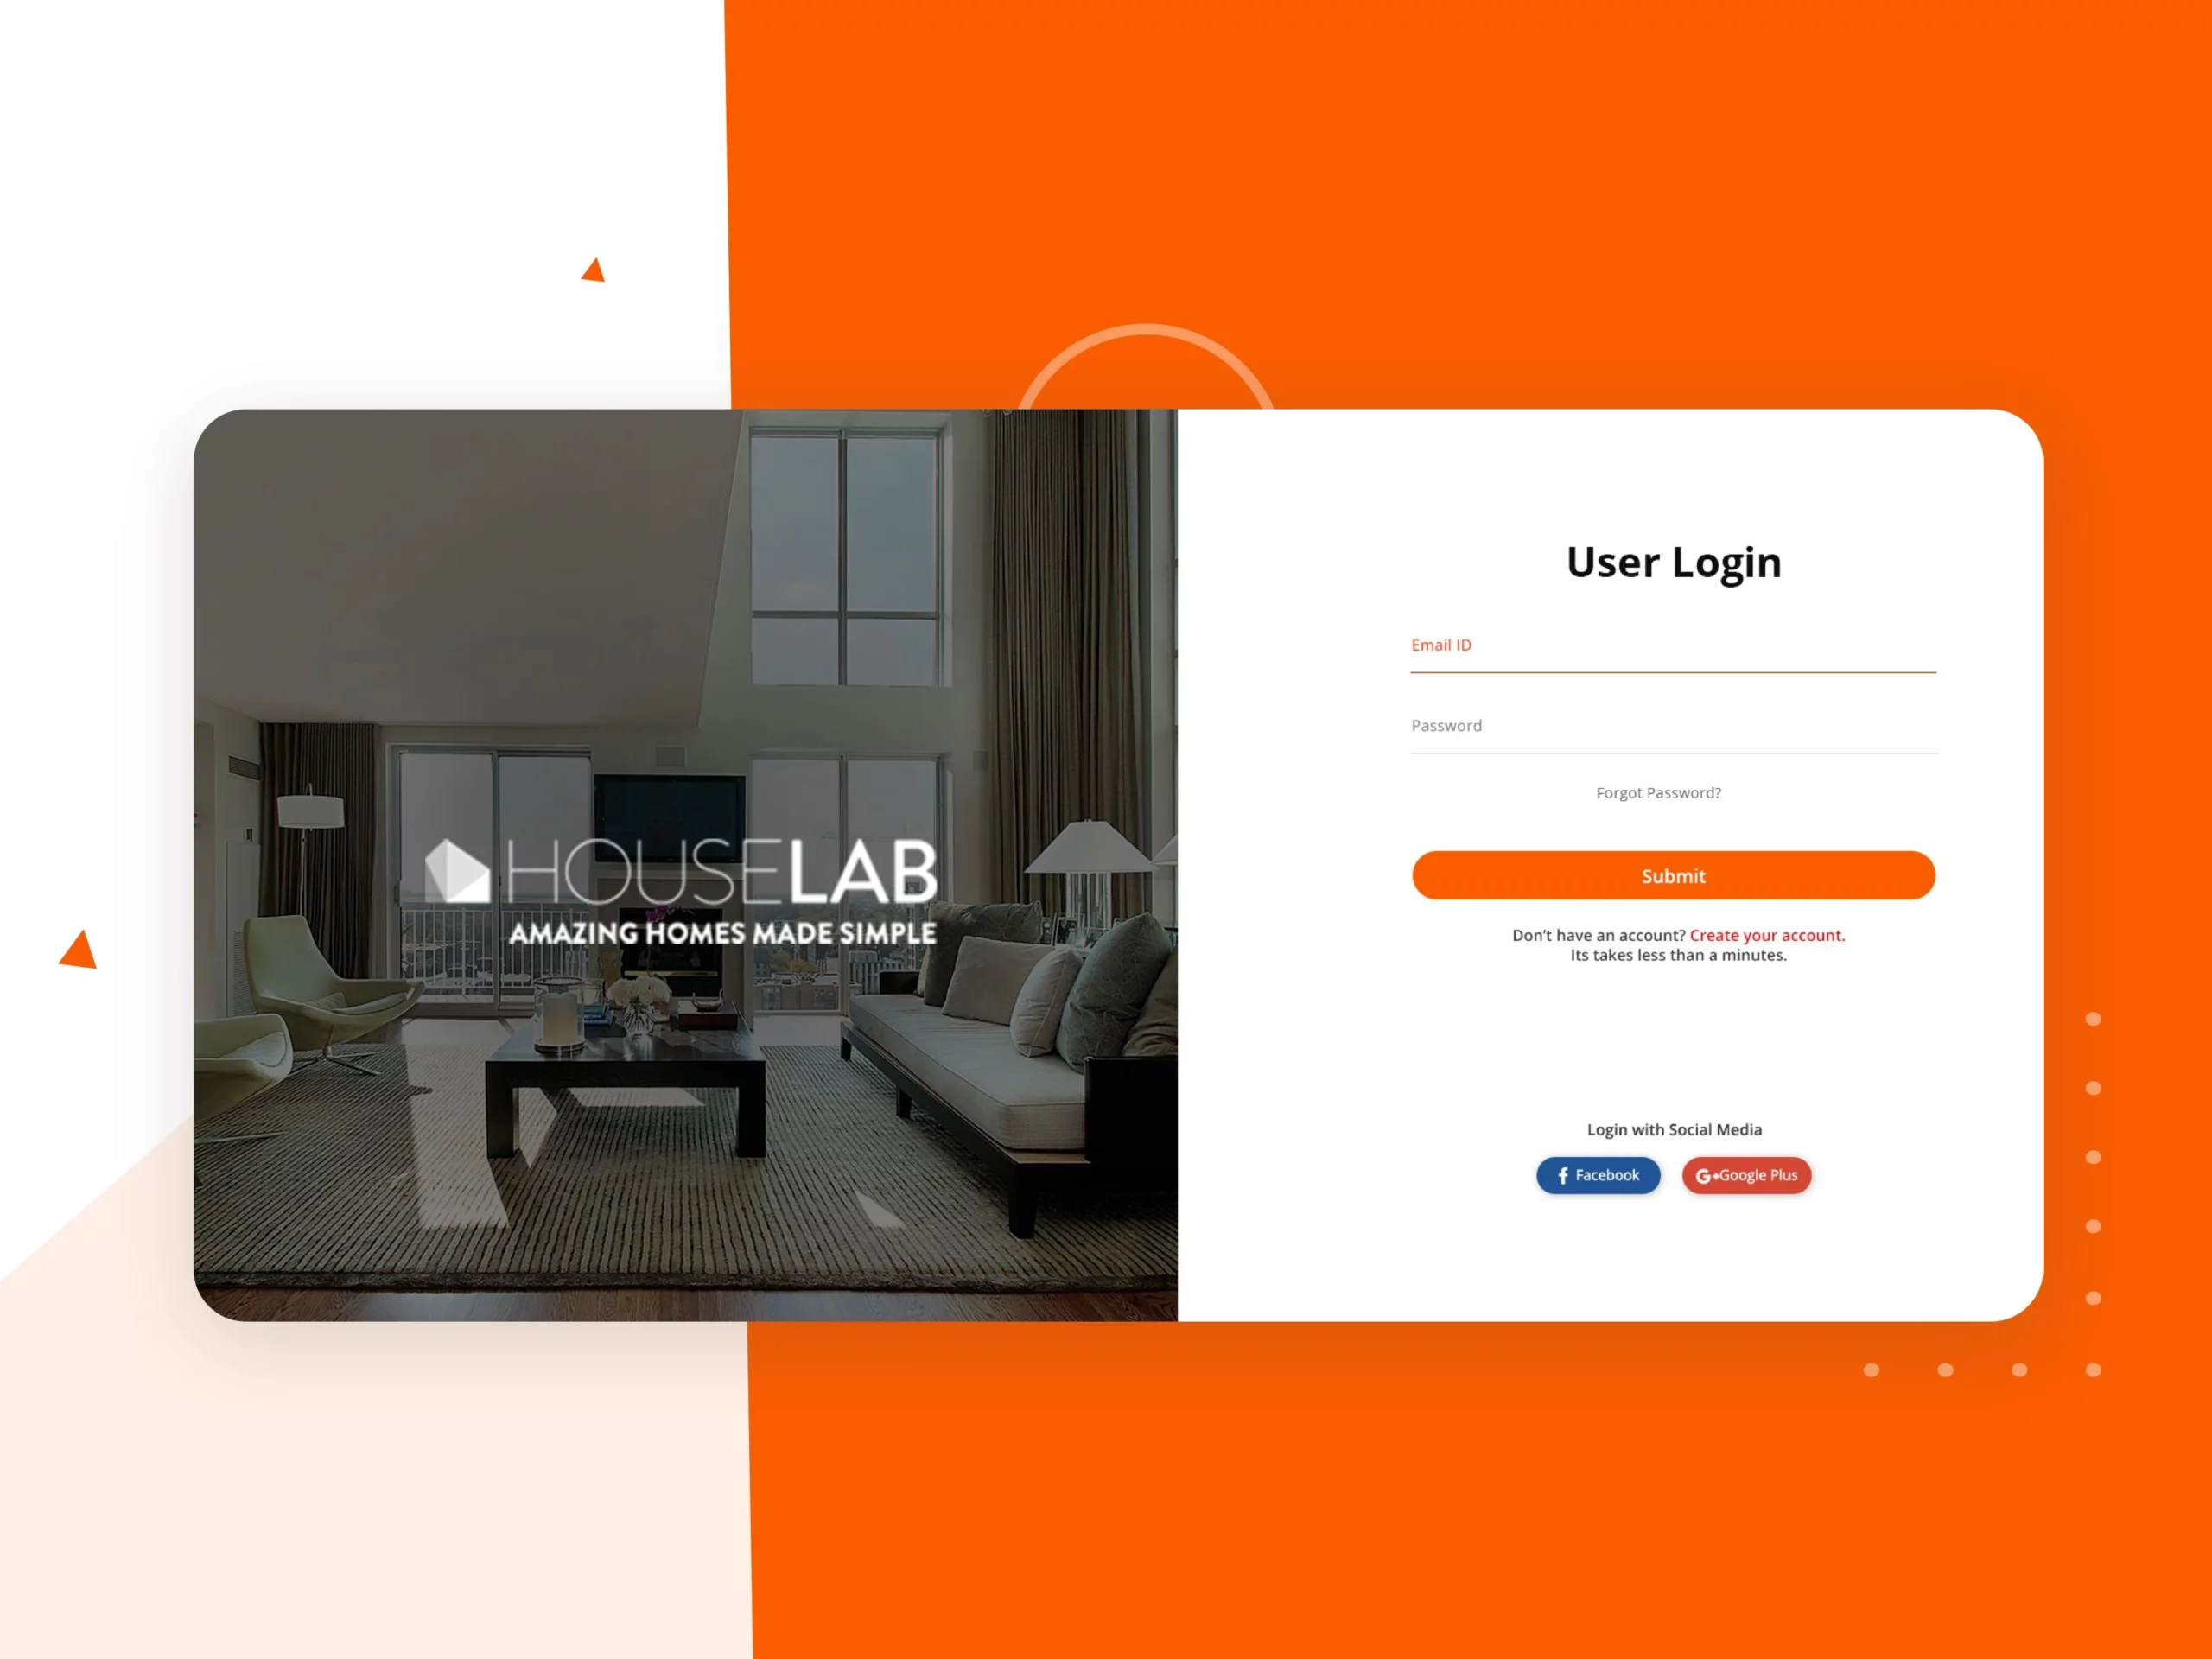 HOUSELAB
AMAZING HOMES MADE SIMPLE
User Login
Email ID
Password
Forgot Password?
Submit
Don't have an account? Create your account.
Its takes less than a minutes.
Login with Social Media
f Facebook
G+ Google Plus